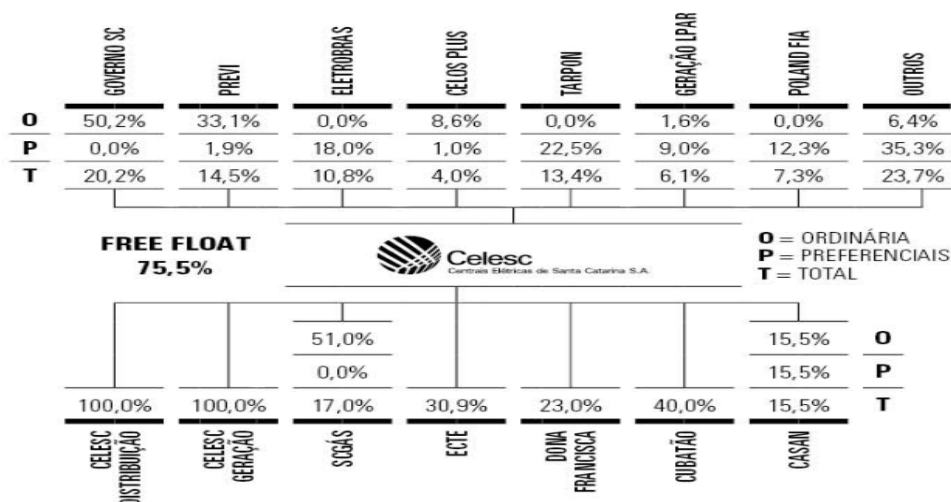 GOVERNO SC PREVI ELETROBRAS CELOS PLUS TARPON GERAÇÃO LPAR POLAND FIA OUTROS
O 50,2% 33,1% 0,0% 8,6% 0,0% 1,6% 0,0% 6,4%
P 0,0% 1,9% 18,0% 1,0% 22,5% 9,0% 12,3% 35,3%
T 20,2% 14,5% 10,8% 4,0% 13,4% 6,1% 7,3% 23,7%
FREE FLOAT
75,5%
Celesc
Centrais Elétricas de Santa Catarina S.A.
O = ORDINÁRIA
P = PREFERENCIAIS
T = TOTAL
51,0% 15,5% O
0,0% 15,5% P
100,0% 100,0% 17,0% 30,9% 23,0% 40,0% 15,5% T
CELESC
DISTRIBUIÇÃO
CELESC
GERAÇÃO
SCGÁS
ECTE
DONA
FRANCISCA
CUBATÃO
CASAN